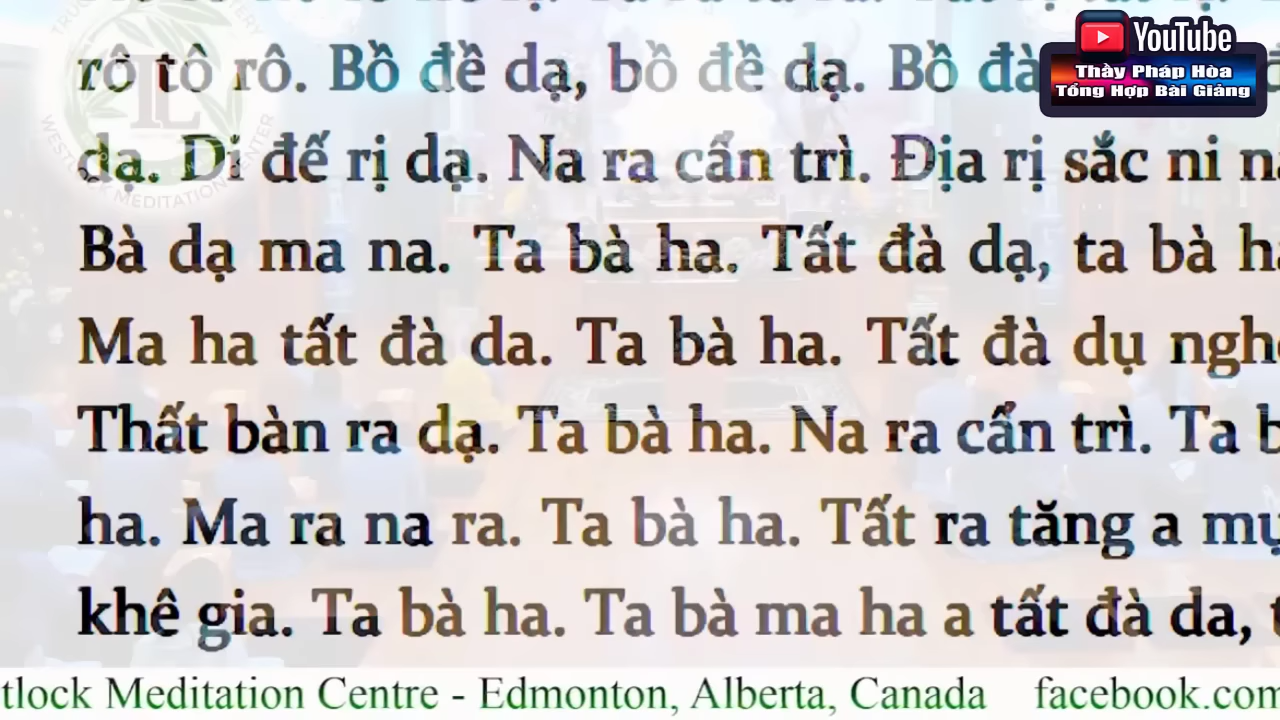 rô tô rô. Bồ đề dạ, bồ đề dạ. Bồ đà
dạ. Di đế rị dạ. Na ra cẩn trì. Địa rị sắc ni
Bà dạ ma na. Ta bà ha. Tất đà dạ, ta bà
Ma ha tất đà da. Ta bà ha. Tất đà dụ
Thất bàn ra dạ. Ta bà ha. Na ra cẩn trì. Ta
ha. Ma ra na ra. Ta bà ha. Tất ra tăng a
khê gia. Ta bà ha. Ta bà ma ha a tất đà da,
YouTube
Thầy Pháp Hòa
Tổng Hợp Bài Giảng
tlock Meditation Centre - Edmonton, Alberta, Canada facebook.com